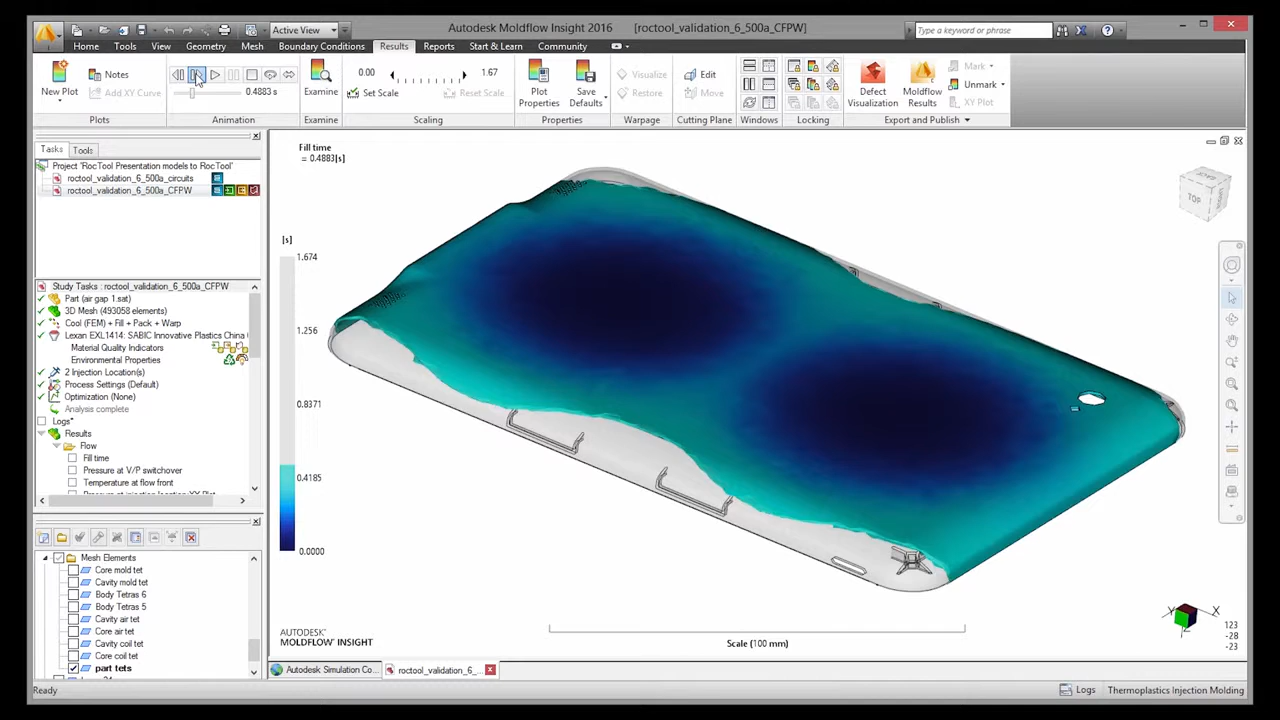 Active View
Autodesk Moldflow Insight 2016 [roctool_validation_6_500a_CFPW]
Type a keyword or phrase
Home Tools View Geometry Mesh Boundary Conditions Results Reports Start & Learn Community
New Plot
Notes
Add XY Curve
0.4883 s
Examine
0.00 1.67
Set Scale Reset Scale
Plot Properties
Save Defaults
Visualize
Restore
Edit
Move
Defect Visualization
Moldflow Results
Mark
Unmark
XY Plot
Plots Animation Examine Scaling Properties Warpage Cutting Plane Windows Locking Export and Publish
Tasks Tools
Project 'RocTool Presentation models to RocTool'
roctool_validation_6_500a_circuits
roctool_validation_6_500a_CFPW
Study Tasks : roctool_validation_6_500a_CFPW
Part (air gap 1.sat)
3D Mesh (493058 elements)
Cool (FEM) + Fill + Pack + Warp
Lexan EXL1414: SABIC Innovative Plastics China
Material Quality Indicators
Environmental Properties
2 Injection Location(s)
Process Settings (Default)
Optimization (None)
Analysis complete
Logs*
Results
Flow
Fill time
Pressure at V/P switchover
Temperature at flow front
Pressure at injection location:XY Plot
Mesh Elements
Core mold tet
Cavity mold tet
Body Tetras 6
Body Tetras 5
Cavity air tet
Core air tet
Cavity coil tet
Core coil tet
part tets
Fill time
= 0.4883[s]
[s]
1.674
1.256
0.8371
0.4185
0.0000
TOP
AUTODESK
MOLDFLOW INSIGHT
Scale (100 mm)
Y X
Z
123
-28
-23
Autodesk Simulation Co...
roctool_validation_6_...
Ready
Logs
Thermoplastics Injection Molding